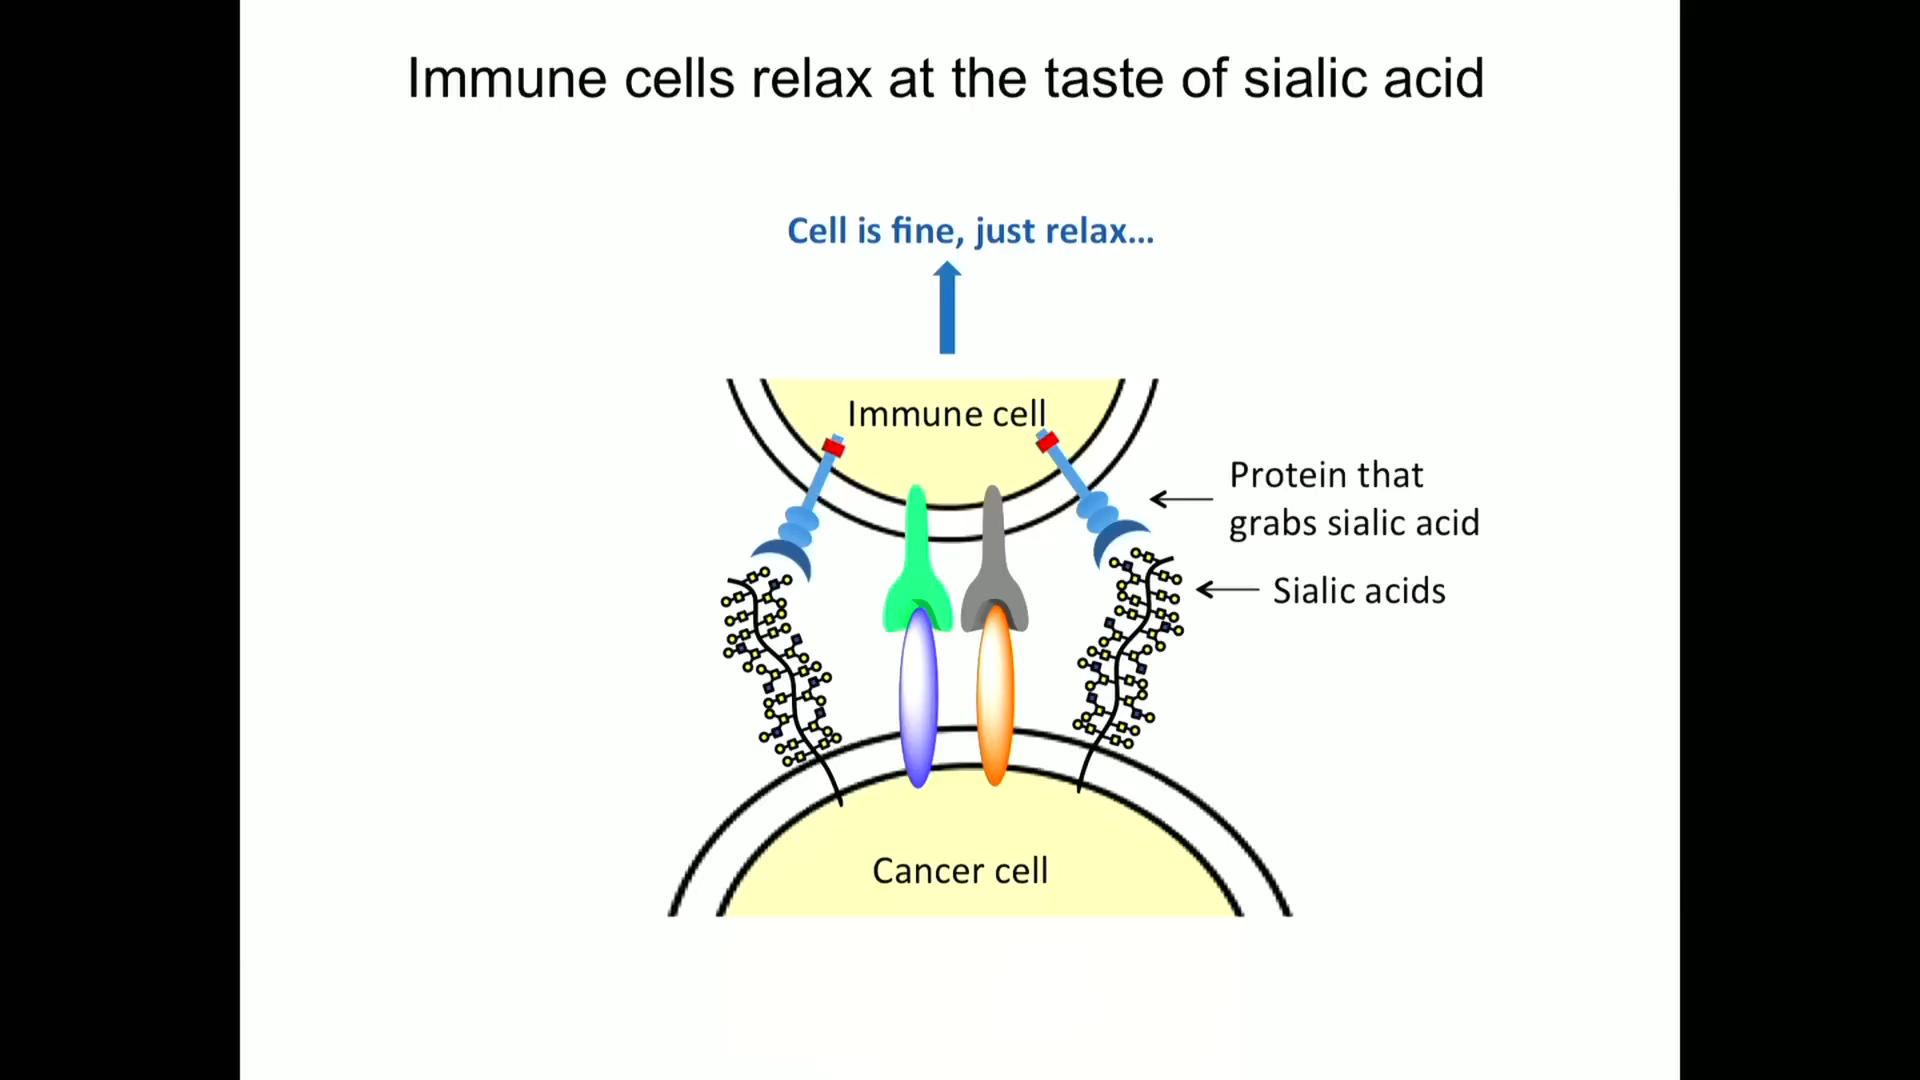 Immune cells relax at the taste of sialic acid
Cell is fine, just relax...
Immune cell
Protein that
grabs sialic acid
Sialic acids
Cancer cell